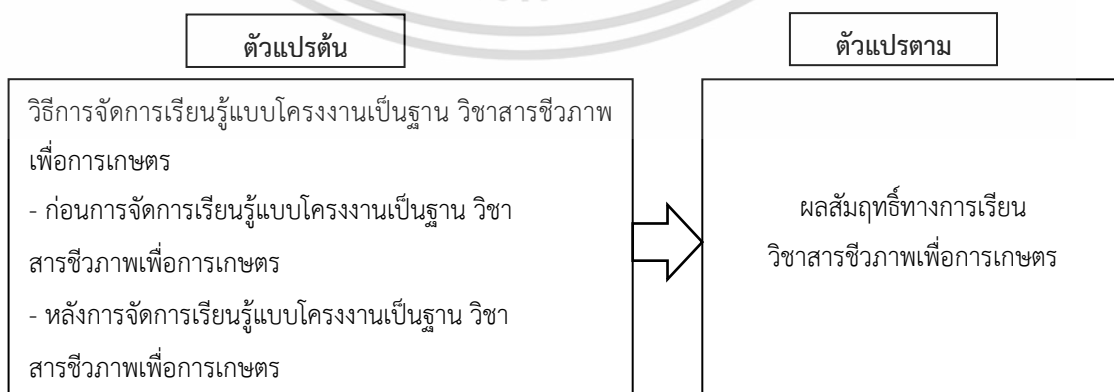 ตัวแปรต้น
วิธีการจัดการเรียนรู้แบบโครงงานเป็นฐาน วิชาสารชีวภาพ
เพื่อการเกษตร
- ก่อนการจัดการเรียนรู้แบบโครงงานเป็นฐาน วิชา
สารชีวภาพเพื่อการเกษตร
- หลังการจัดการเรียนรู้แบบโครงงานเป็นฐาน วิชา
สารชีวภาพเพื่อการเกษตร
ตัวแปรตาม
ผลสัมฤทธิ์ทางการเรียน
วิชาสารชีวภาพเพื่อการเกษตร